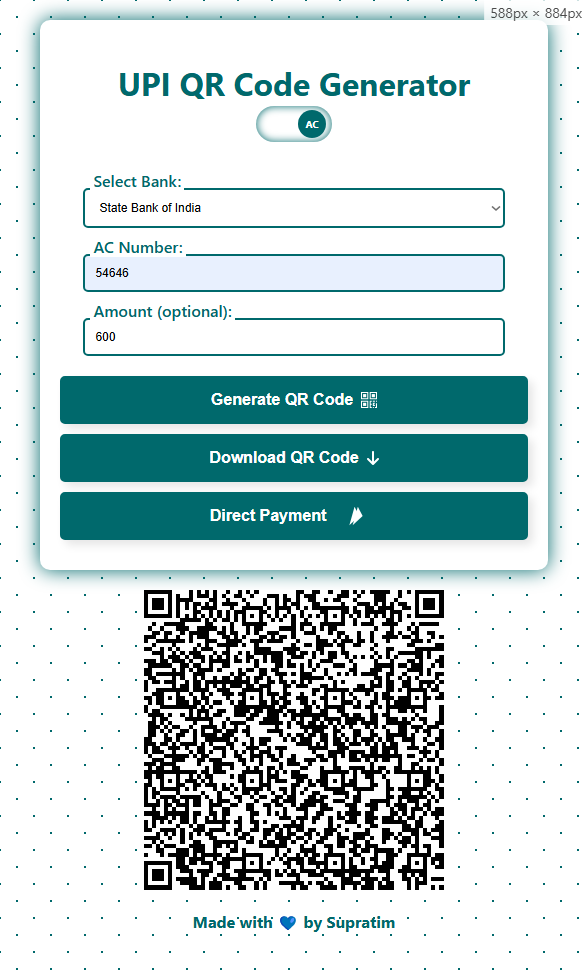 588px × 884px
UPI QR Code Generator
AC
Select Bank:
State Bank of India
AC Number:
54646
Amount (optional):
600
Generate QR Code
Download QR Code
Direct Payment
Made with 💙 by Supratim